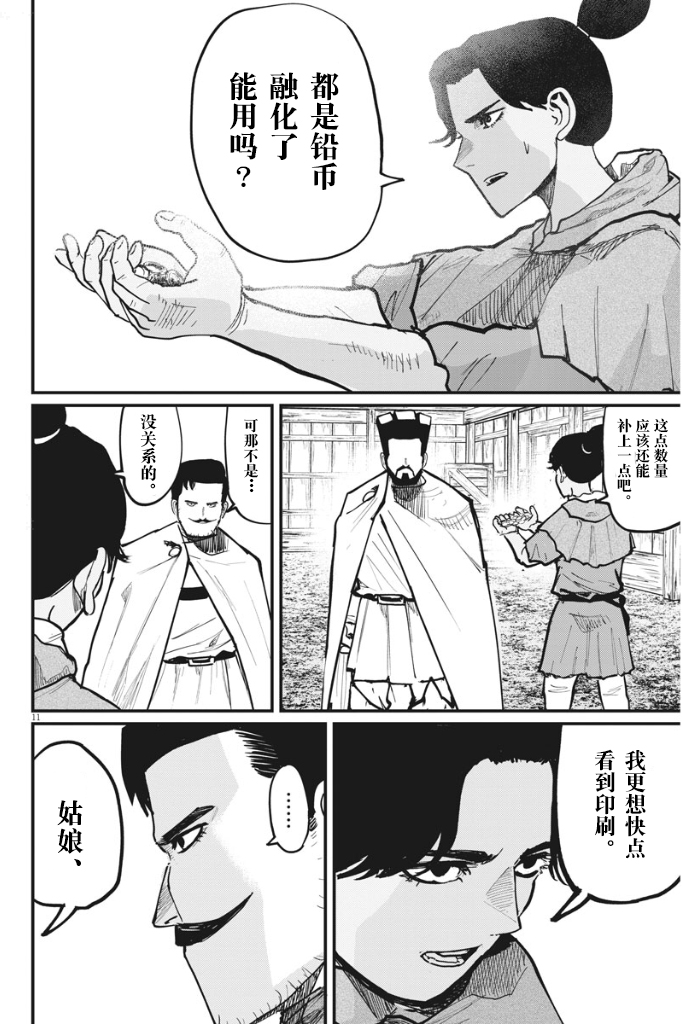 都是铅币
融化了
能用吗？
这点数量
应该还能
补上一点吧。
可那不是…
没关系的。
11
我更想快点
看到印刷。
……
姑娘、